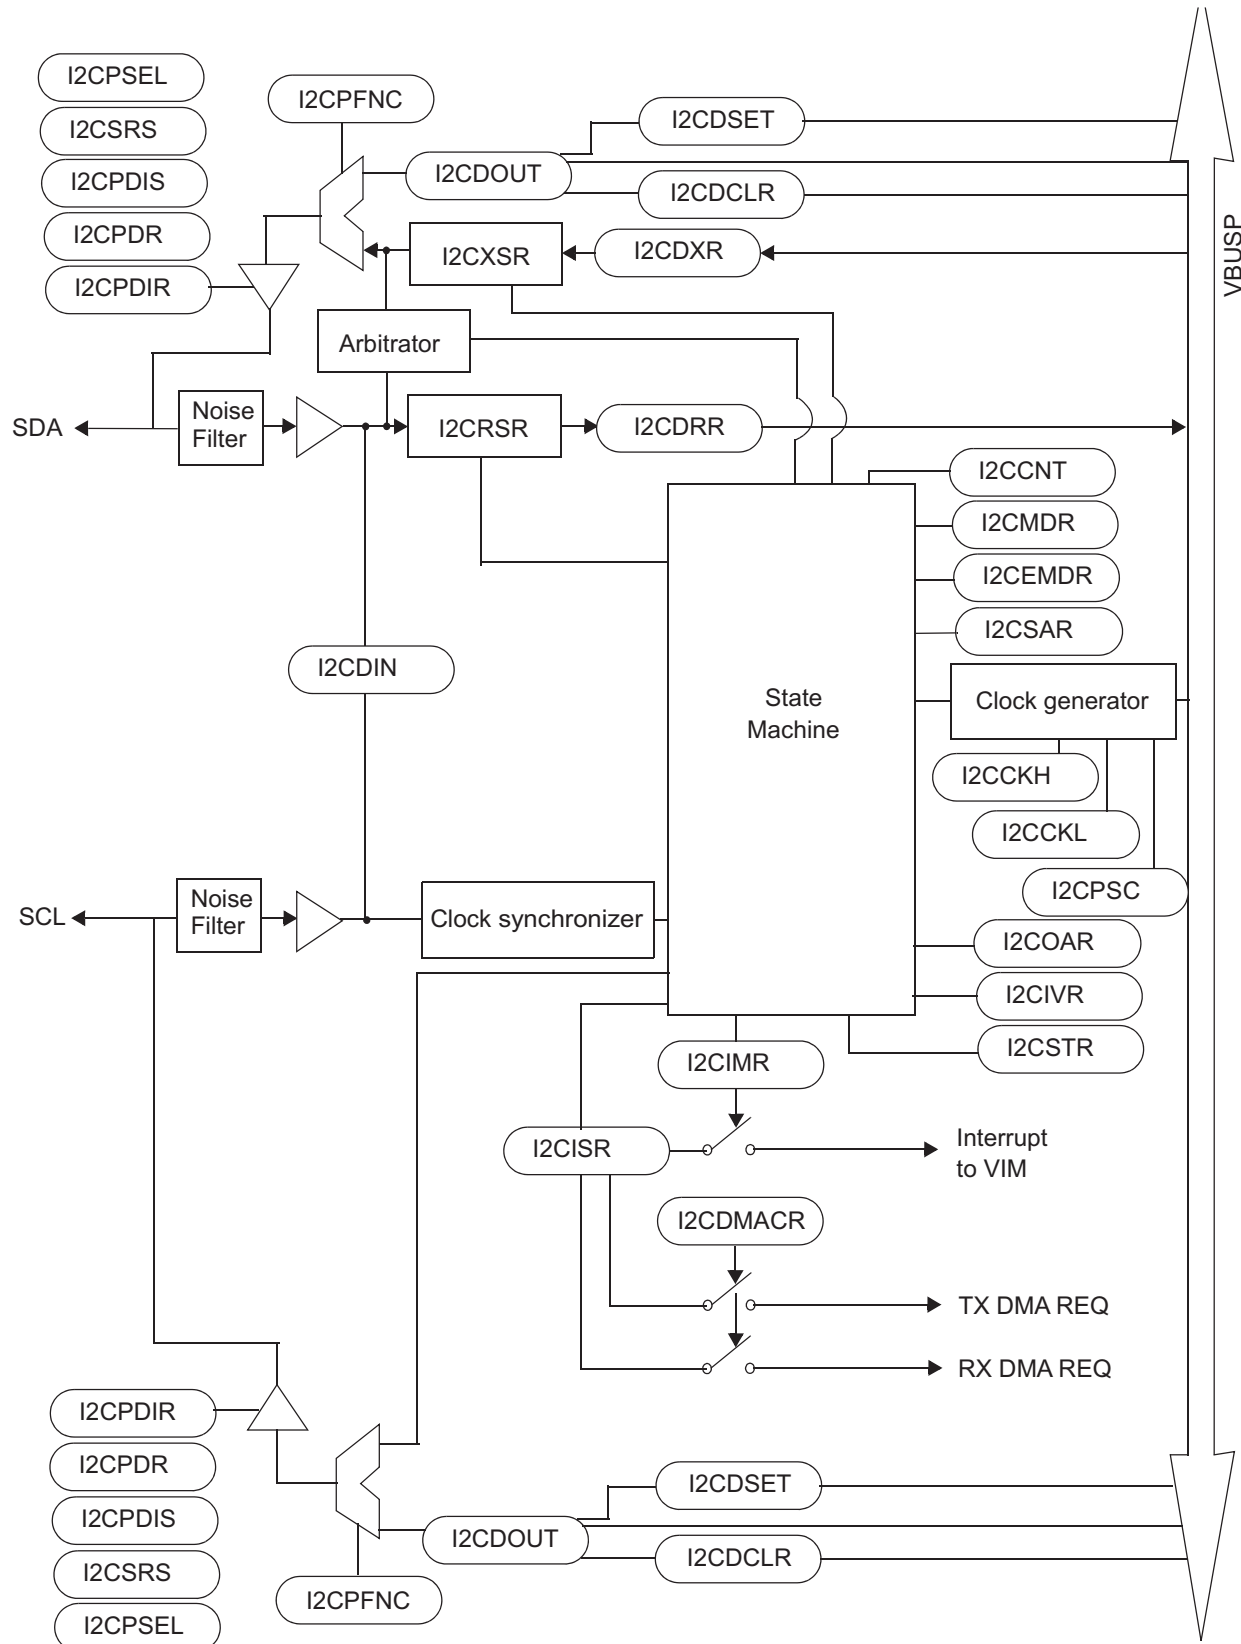 I2CPSEL
I2CPFNC
I2CDSET
I2CSRS
I2CDOUT
I2CPDIS
I2CDCLR
I2CPDR
I2CXSR
I2CDXR
VBUSP
I2CPDIR
Arbitrator
SDA
Noise
Filter
I2CRSR
I2CDRR
I2CCNT
I2CMDR
I2CEMDR
I2CSAR
I2CDIN
State
Machine
Clock generator
I2CCKH
I2CCKL
I2CPSC
SCL
Noise
Filter
Clock synchronizer
I2COAR
I2CIVR
I2CSTR
I2CIMR
I2CISR
Interrupt
to VIM
I2CDMACR
TX DMA REQ
RX DMA REQ
I2CPDIR
I2CPDR
I2CDSET
I2CPDIS
I2CDOUT
I2CDCLR
I2CSRS
I2CPFNC
I2CPSEL